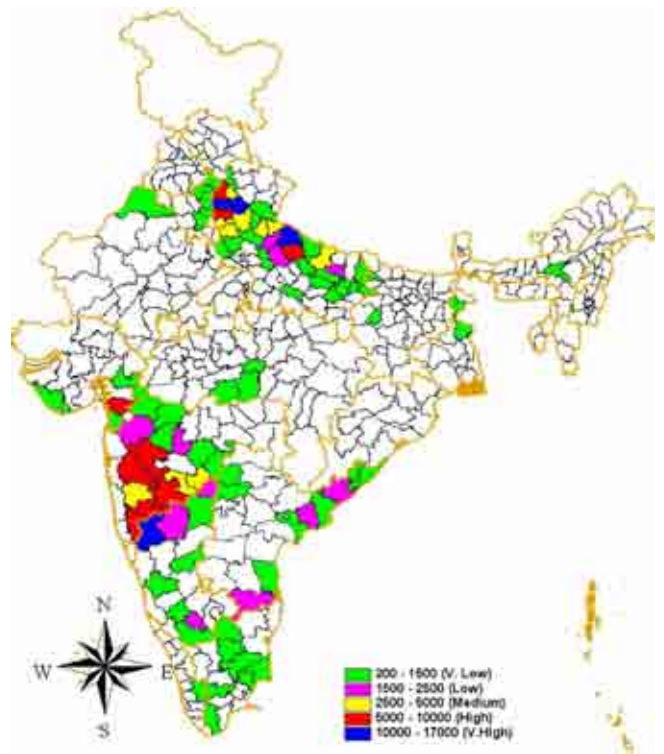 N
W E
S
200 - 1500 (V. Low)
1500 - 2500 (Low)
2500 - 5000 (Medium)
5000 - 10000 (High)
10000 - 17000 (V.High)